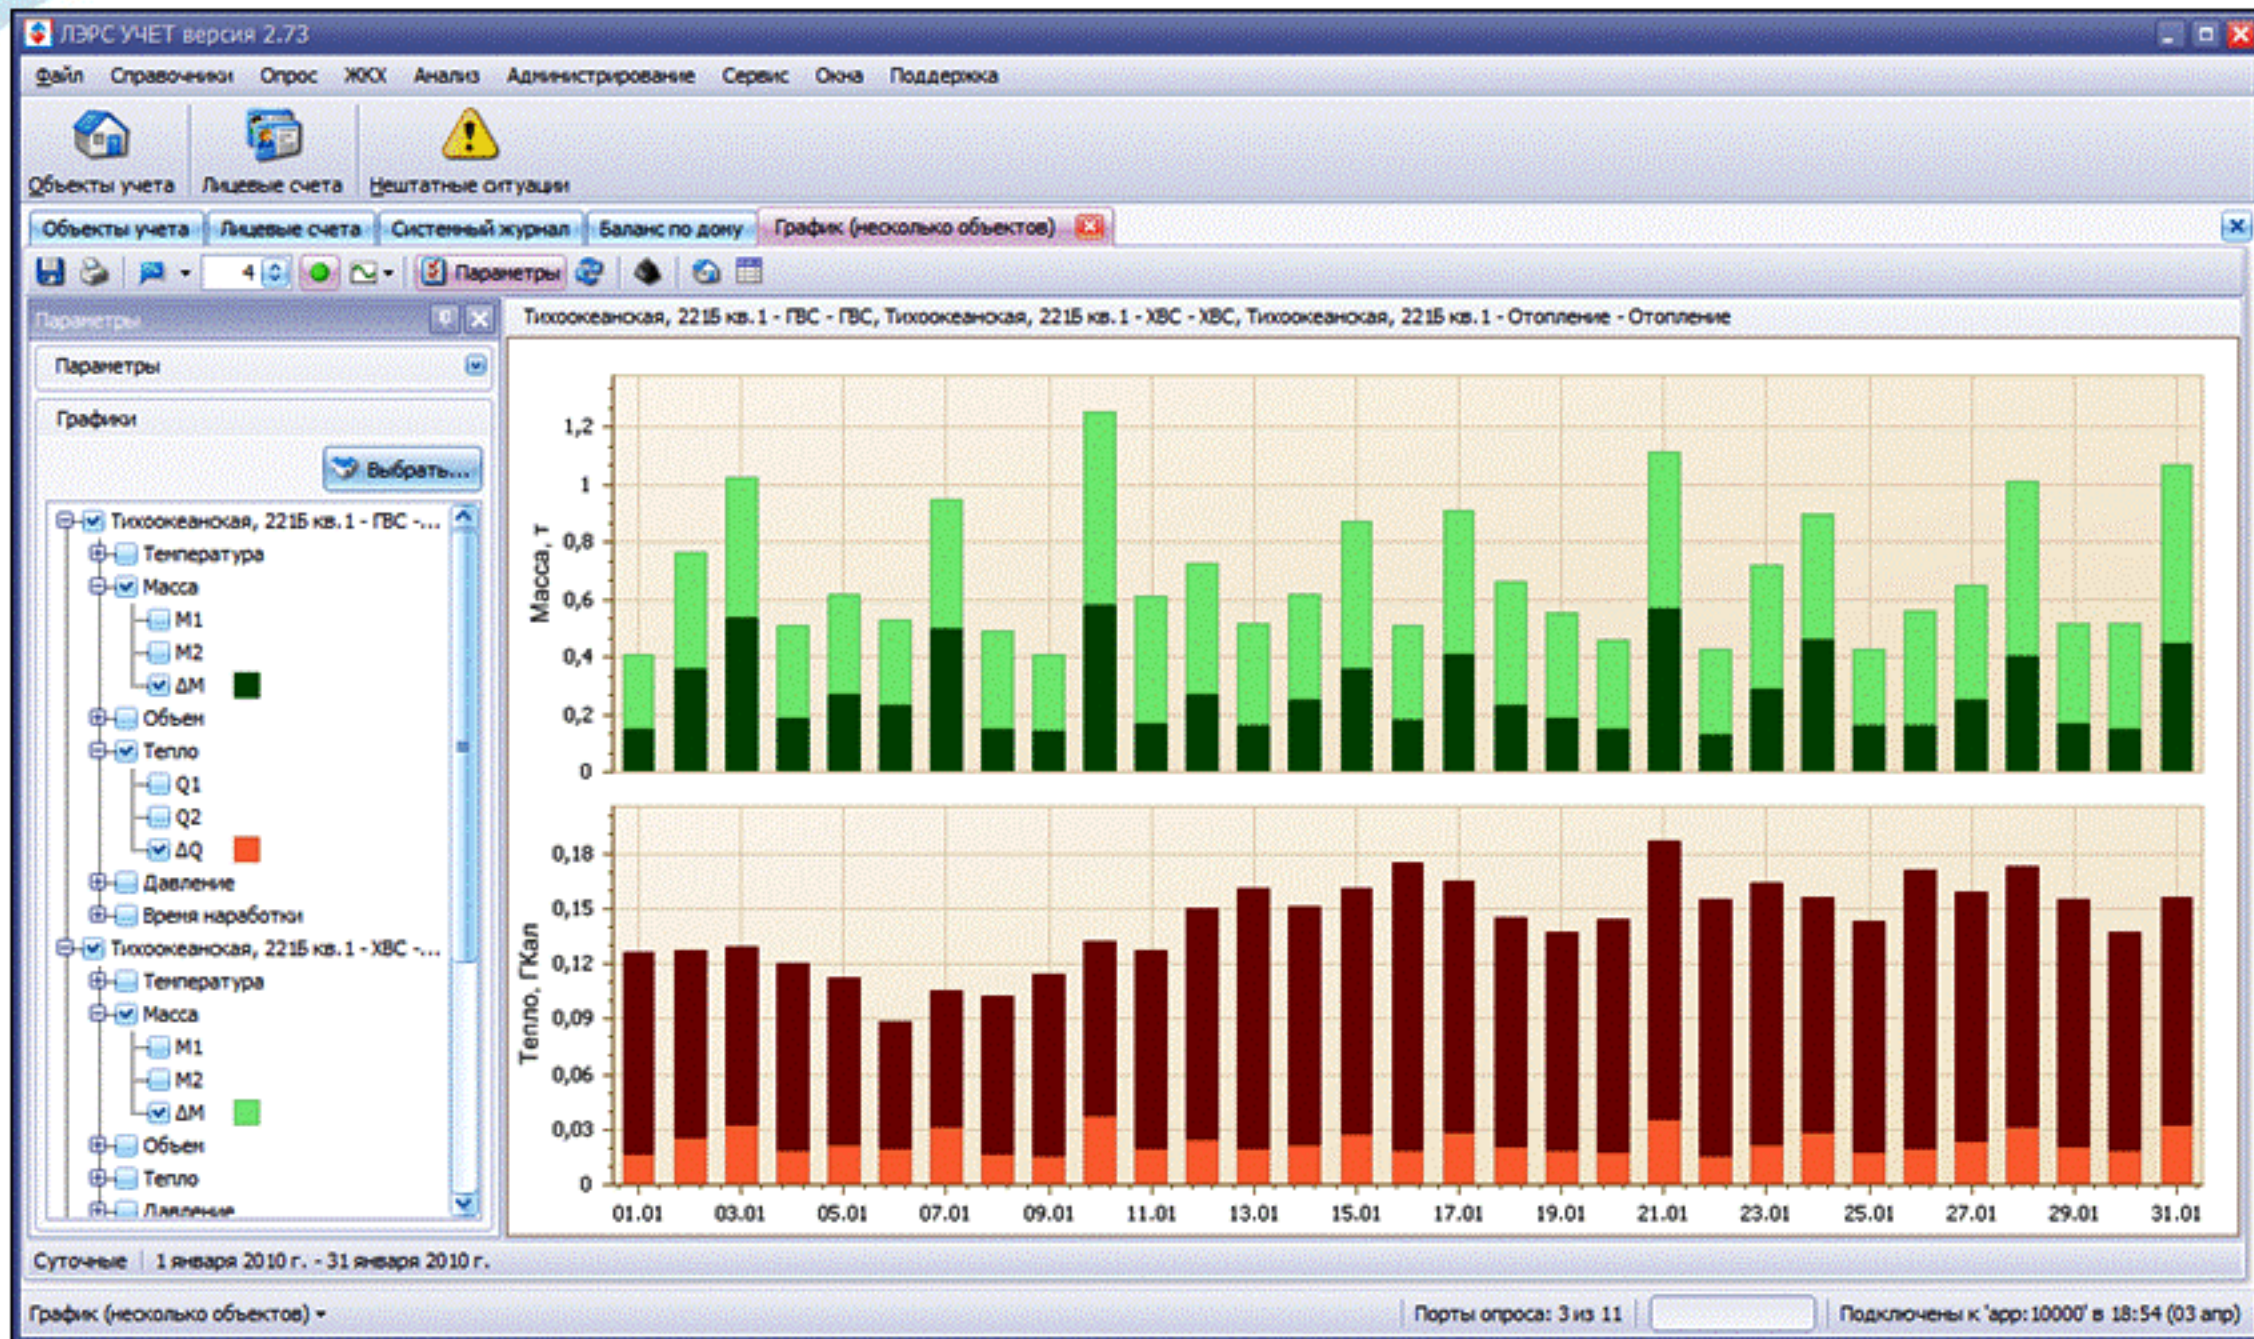 ЛЭРС УЧЕТ версия 2.73
Файл Справочники Опрос ЖКХ Анализ Администрирование Сервис Окна Поддержка
Объекты учета Лицевые счета Нештатные ситуации
Объекты учета Лицевые счета Системный журнал Баланс по дому График (несколько объектов)
4 Параметры
Параметры
Тихоокеанская, 221Б кв.1 - ГВС - ГВС, Тихоокеанская, 221Б кв.1 - ХВС - ХВС, Тихоокеанская, 221Б кв.1 - Отопление - Отопление
Параметры
Графики
Выбрать...
Тихоокеанская, 221Б кв.1 - ГВС -...
Температура
Масса
M1
M2
ΔM
Объем
Тепло
Q1
Q2
ΔQ
Давление
Время наработки
Тихоокеанская, 221Б кв.1 - ХВС -...
Температура
Масса
M1
M2
ΔM
Объем
Тепло
Давление
Масса, т
1,2
1
0,8
0,6
0,4
0,2
0
Тепло, ГКал
0,18
0,15
0,12
0,09
0,06
0,03
0
01.01 03.01 05.01 07.01 09.01 11.01 13.01 15.01 17.01 19.01 21.01 23.01 25.01 27.01 29.01 31.01
Суточные 1 января 2010 г. - 31 января 2010 г.
График (несколько объектов) Порты опроса: 3 из 11 Подключены к 'app:10000' в 18:54 (03 апр)